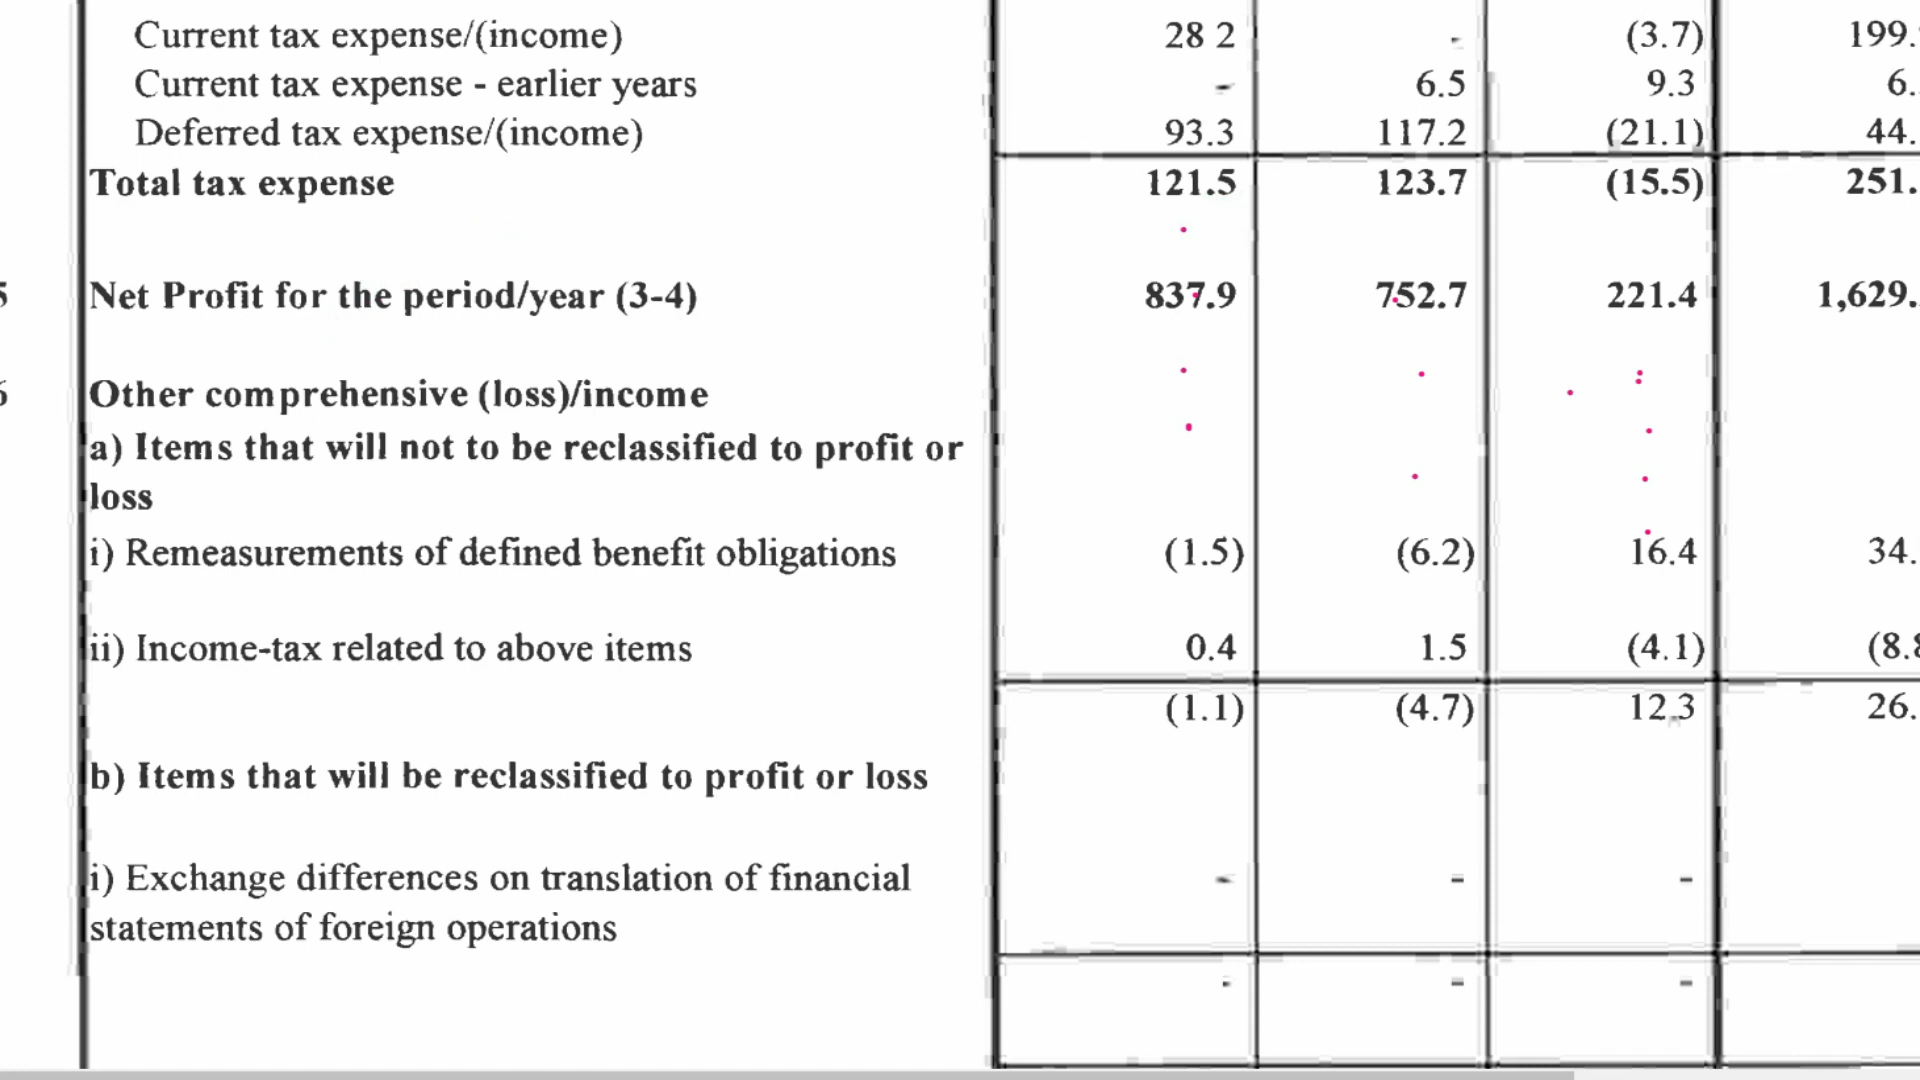 Current tax expense/(income) 28 2 - (3.7) 199.
Current tax expense - earlier years - 6.5 9.3 6.
Deferred tax expense/(income) 93.3 117.2 (21.1) 44.
Total tax expense 121.5 123.7 (15.5) 251.
Net Profit for the period/year (3-4) 837.9 752.7 221.4 1,629.
Other comprehensive (loss)/income
a) Items that will not to be reclassified to profit or
loss
i) Remeasurements of defined benefit obligations (1.5) (6.2) 16.4 34.
ii) Income-tax related to above items 0.4 1.5 (4.1) (8.8
(1.1) (4.7) 12.3 26.
b) Items that will be reclassified to profit or loss
i) Exchange differences on translation of financial - - -
statements of foreign operations
- - -